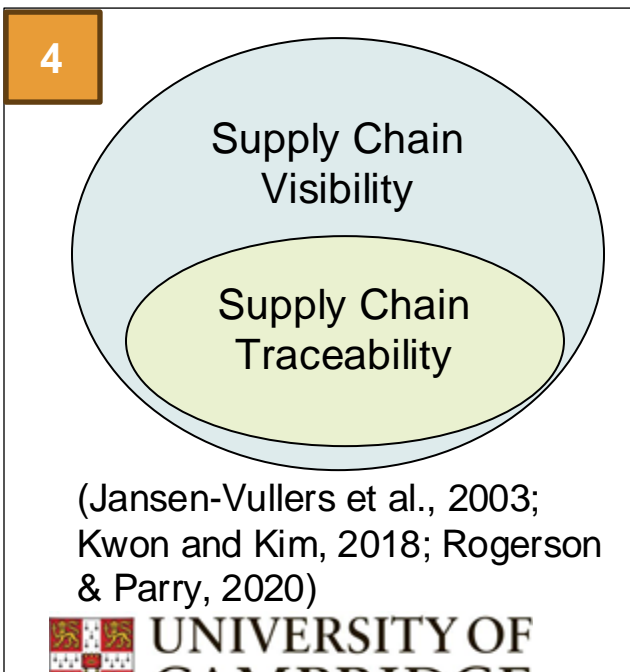 4
Supply Chain
Visibility
Supply Chain
Traceability
(Jansen-Vullers et al., 2003;
Kwon and Kim, 2018; Rogerson
& Parry, 2020)
UNIVERSITY OF
CAMBRIDGE